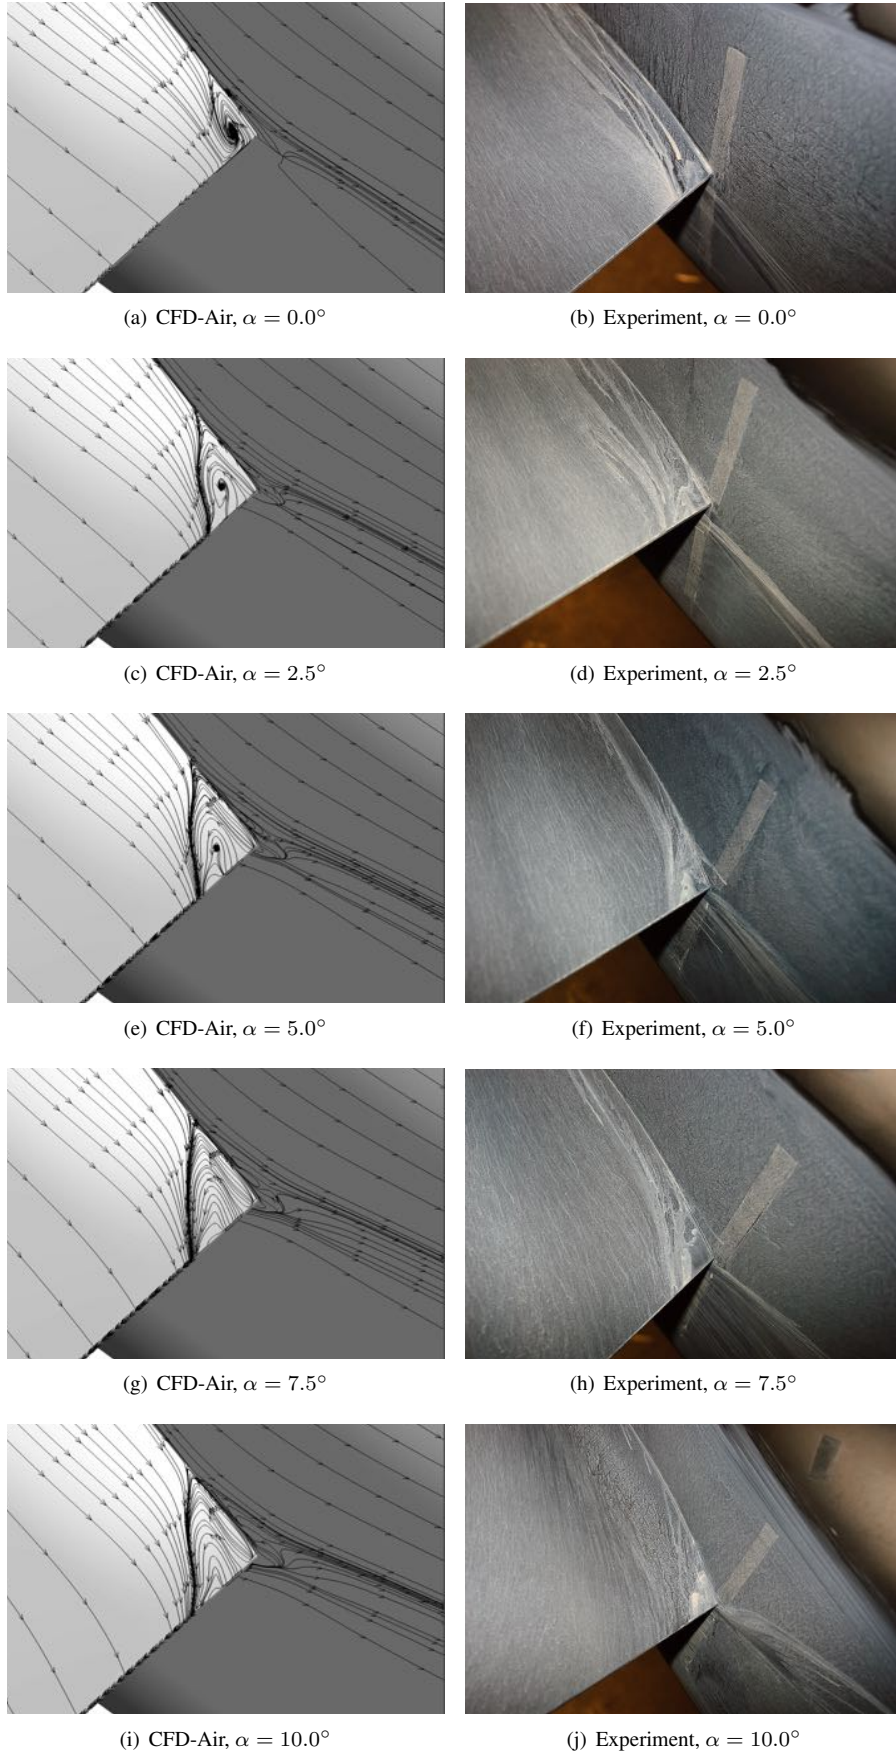 (a) CFD-Air, α = 0.0°
(b) Experiment, α = 0.0°
(c) CFD-Air, α = 2.5°
(d) Experiment, α = 2.5°
(e) CFD-Air, α = 5.0°
(f) Experiment, α = 5.0°
(g) CFD-Air, α = 7.5°
(h) Experiment, α = 7.5°
(i) CFD-Air, α = 10.0°
(j) Experiment, α = 10.0°